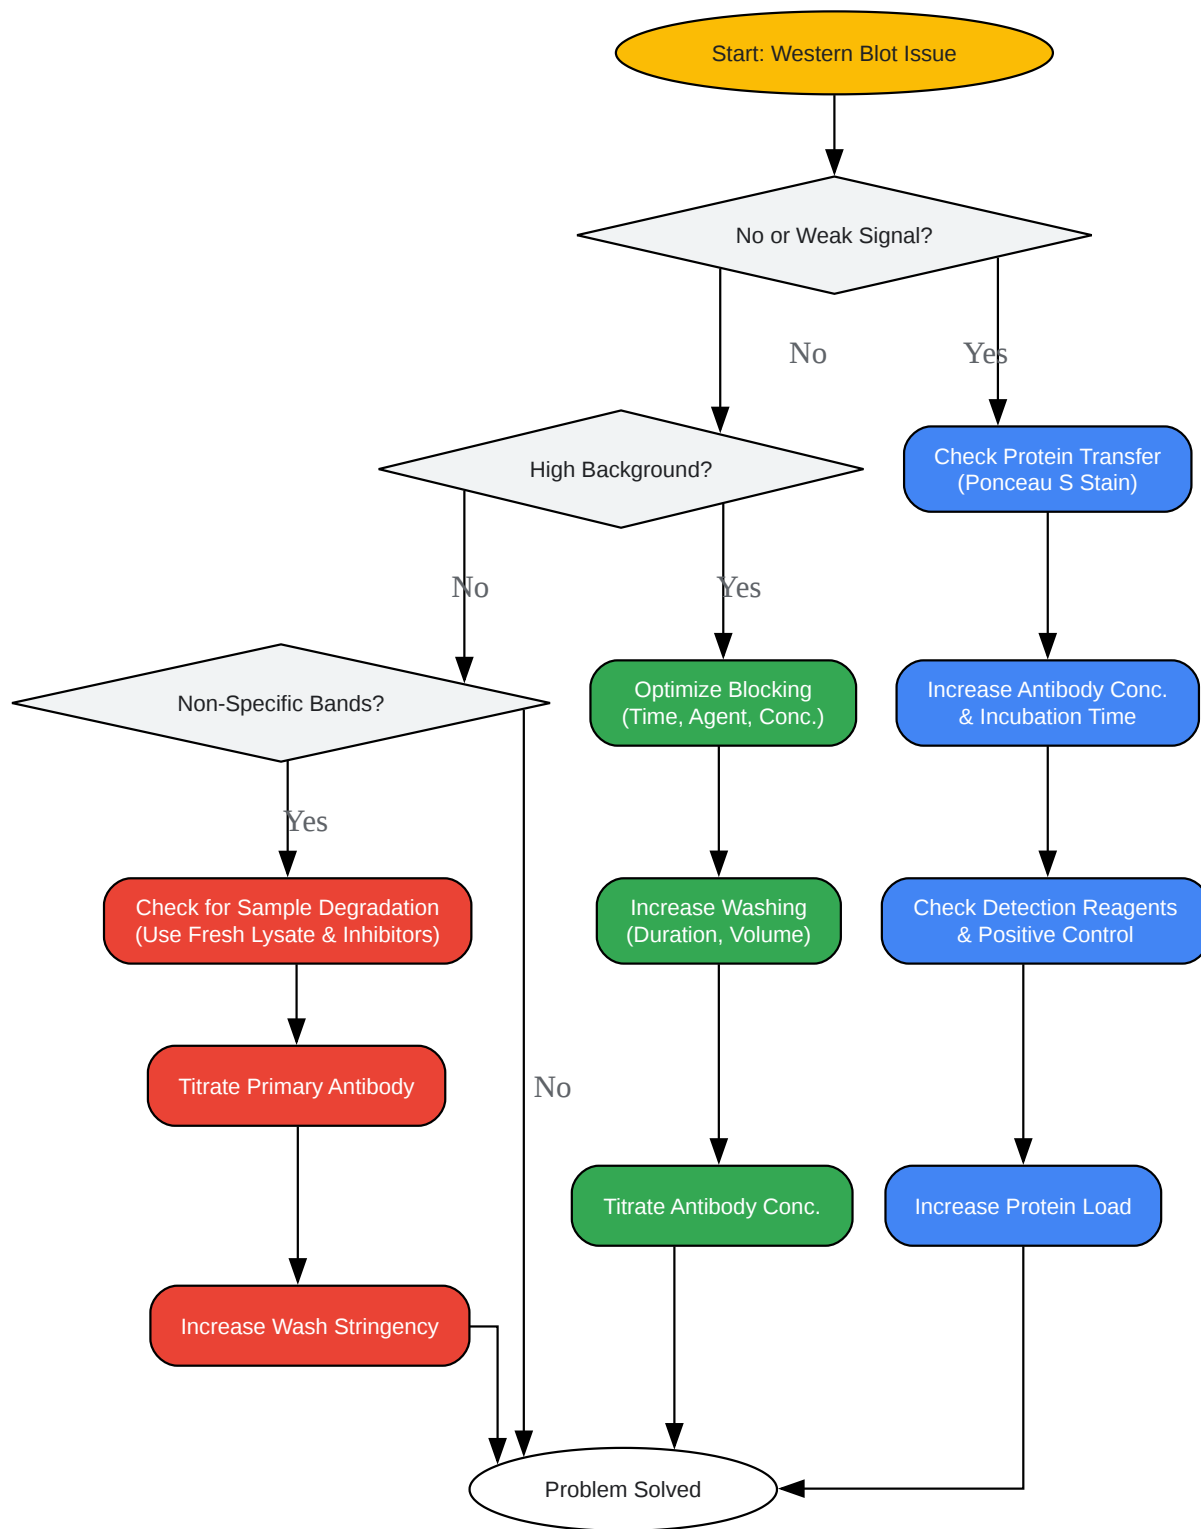 Start: Western Blot Issue
No or Weak Signal?
No
Yes
High Background?
Check Protein Transfer
(Ponceau S Stain)
No
Yes
Non-Specific Bands?
Optimize Blocking
(Time, Agent, Conc.)
Increase Antibody Conc.
& Incubation Time
Yes
Check for Sample Degradation
(Use Fresh Lysate & Inhibitors)
Increase Washing
(Duration, Volume)
Check Detection Reagents
& Positive Control
Titrate Primary Antibody
No
Titrate Antibody Conc.
Increase Protein Load
Increase Wash Stringency
Problem Solved